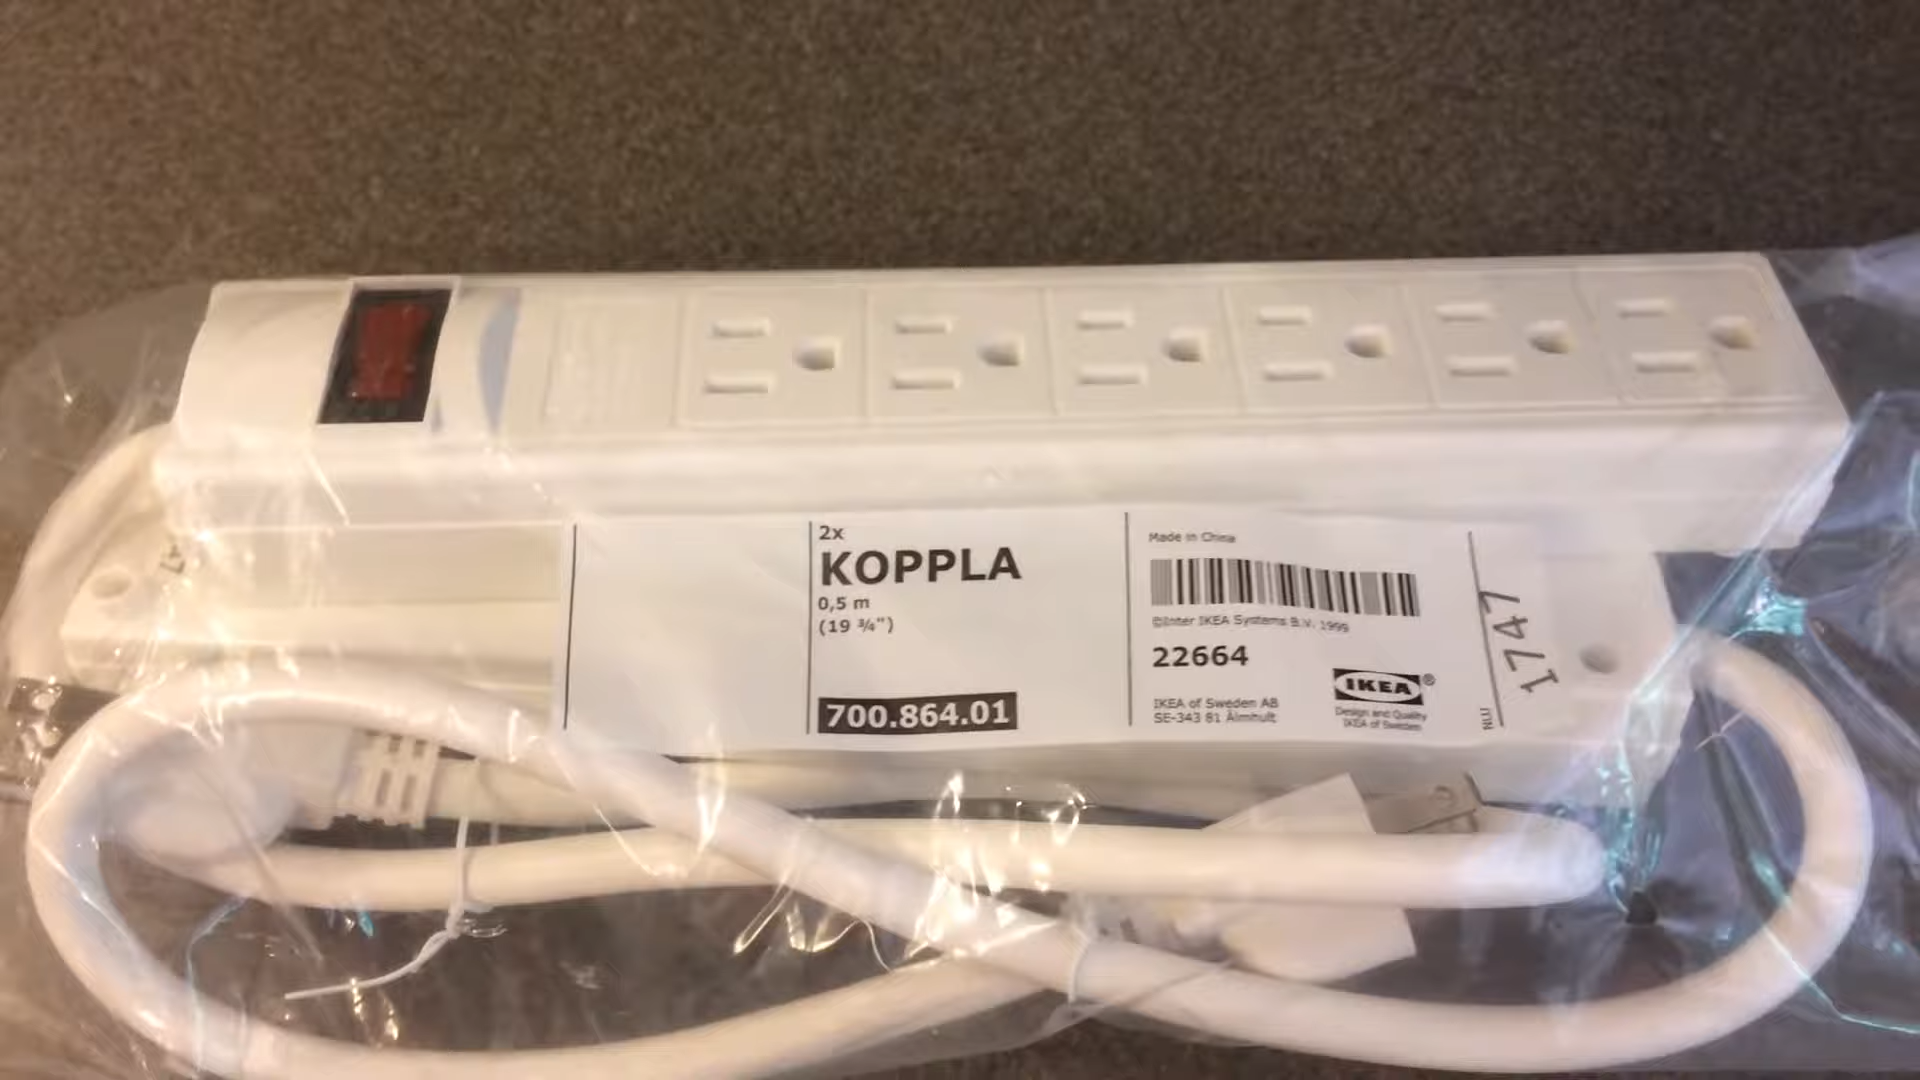 2x
KOPPLA
0,5 m
(19 ¾")
700.864.01
Made in China
©Inter IKEA Systems B.V. 1999
22664
IKEA of Sweden AB
SE-343 81 Älmhult
IKEA®
Design and Quality
IKEA of Sweden
1747